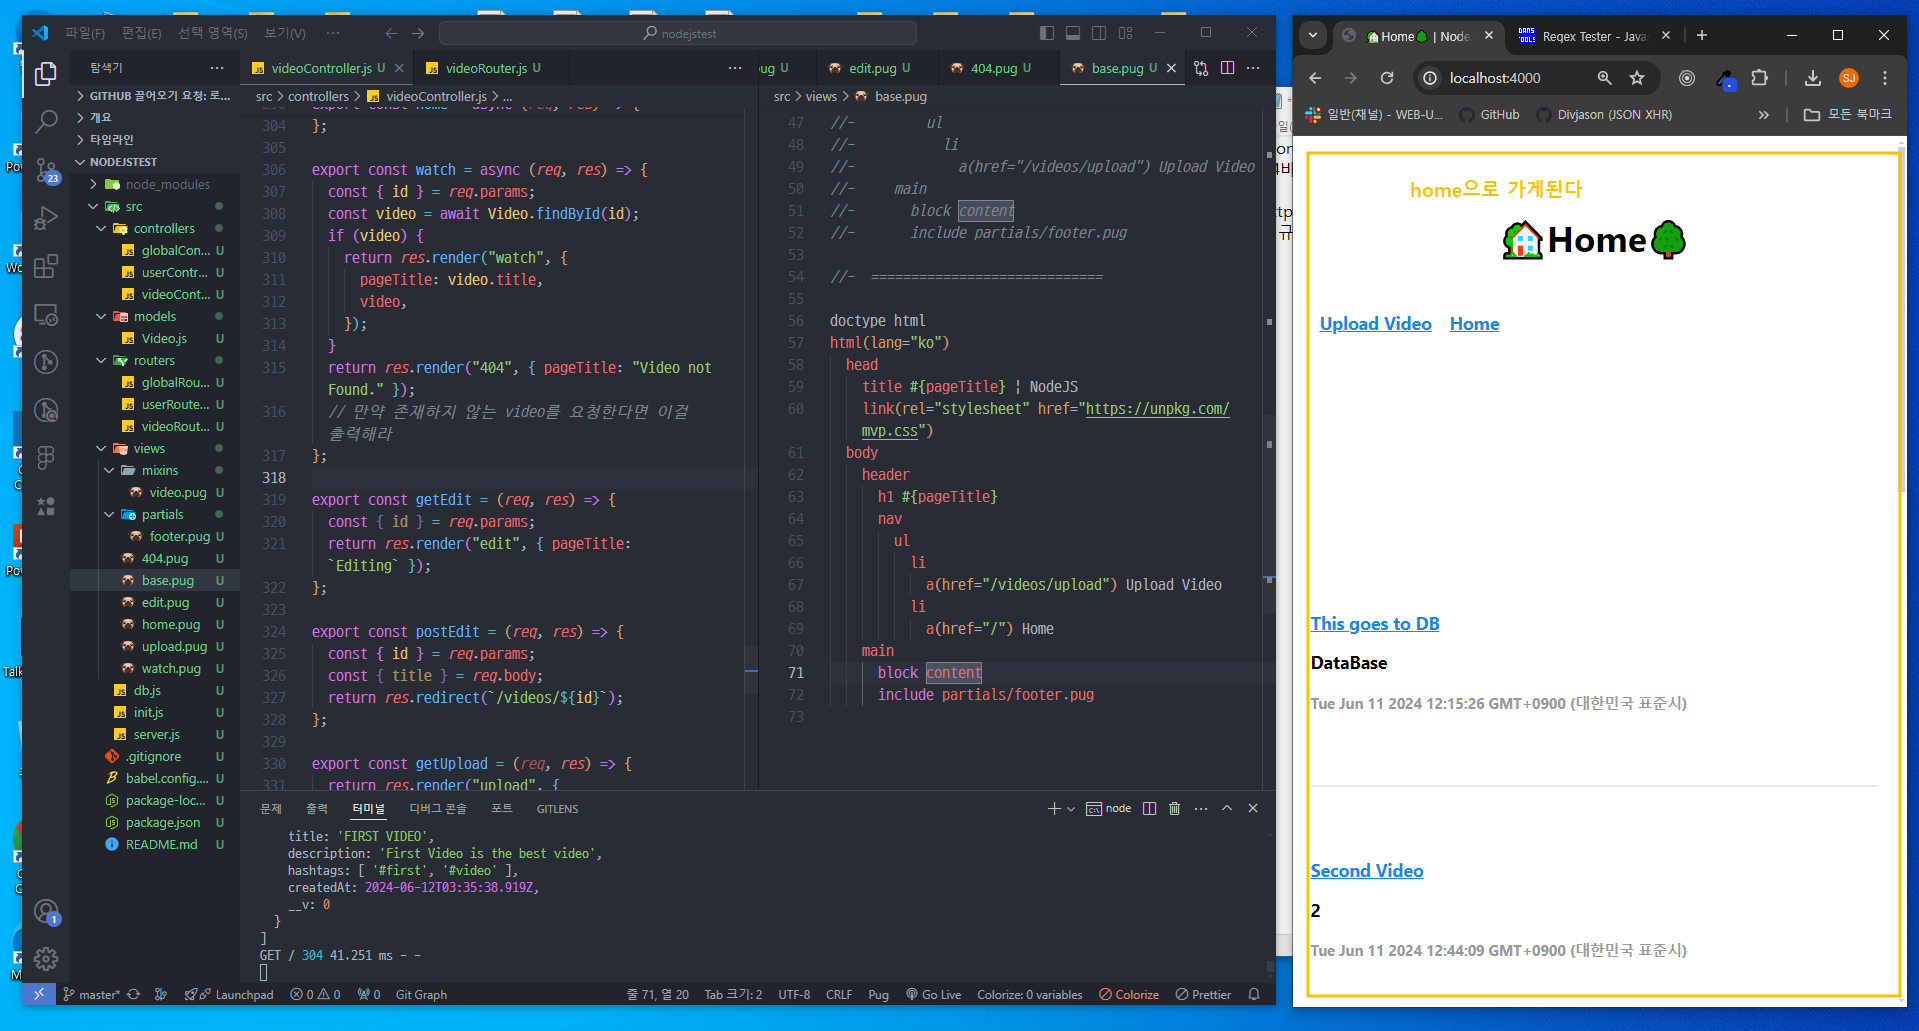 파일(F) 편집(E) 선택 영역(S) 보기(V) ··· nodejstest
탐색기 ···
GITHUB 끌어오기 요청: 로...
개요
타임라인
NODEJSTEST
node_modules
src
controllers
globalCon... U
userContr... U
videoCont... U
models
Video.js U
routers
globalRou... U
userRoute... U
videoRout... U
views
mixins
video.pug U
partials
footer.pug U
404.pug U
base.pug U
edit.pug U
home.pug U
upload.pug U
watch.pug U
db.js U
init.js U
server.js U
.gitignore U
babel.config.... U
package-loc... U
package.json U
README.md U
23
1
videoController.js U videoRouter.js U ···
src > controllers > videoController.js > ...
304 };
305
306 export const watch = async (req, res) => {
307 const { id } = req.params;
308 const video = await Video.findById(id);
309 if (video) {
310 return res.render("watch", {
311 pageTitle: video.title,
312 video,
313 });
314 }
315 return res.render("404", { pageTitle: "Video not
Found." });
316 // 만약 존재하지 않는 video를 요청한다면 이걸
출력해라
317 };
318
319 export const getEdit = (req, res) => {
320 const { id } = req.params;
321 return res.render("edit", { pageTitle:
`Editing` });
322 };
323
324 export const postEdit = (req, res) => {
325 const { id } = req.params;
326 const { title } = req.body;
327 return res.redirect(`/videos/${id}`);
328 };
329
330 export const getUpload = (req, res) => {
331 return res.render("upload", {
ug U edit.pug U 404.pug U base.pug U ···
src > views > base.pug
47 //- ul
48 //- li
49 //- a(href="/videos/upload") Upload Video
50 //- main
51 //- block content
52 //- include partials/footer.pug
53
54 //- =============================
55
56 doctype html
57 html(lang="ko")
58 head
59 title #{pageTitle} ¦ NodeJS
60 link(rel="stylesheet" href="https://unpkg.com/
mvp.css")
61 body
62 header
63 h1 #{pageTitle}
64 nav
65 ul
66 li
67 a(href="/videos/upload") Upload Video
68 li
69 a(href="/") Home
70 main
71 block content
72 include partials/footer.pug
73
문제 출력 터미널 디버그 콘솔 포트 GITLENS node
title: 'FIRST VIDEO',
description: 'First Video is the best video',
hashtags: [ '#first', '#video' ],
createdAt: 2024-06-12T03:35:38.919Z,
__v: 0
}
]
GET / 304 41.251 ms - -
master* Launchpad 0 0 0 Git Graph 줄 71, 열 20 Tab 크기: 2 UTF-8 CRLF Pug Go Live Colorize: 0 variables Colorize Prettier
Home | Node Regex Tester - Javas
localhost:4000 SJ
일반(채널) - WEB-U... GitHub Divjason (JSON XHR) 모든 북마크
home으로 가게된다
Home
Upload Video Home
This goes to DB
DataBase
Tue Jun 11 2024 12:15:26 GMT+0900 (대한민국 표준시)
Second Video
2
Tue Jun 11 2024 12:44:09 GMT+0900 (대한민국 표준시)